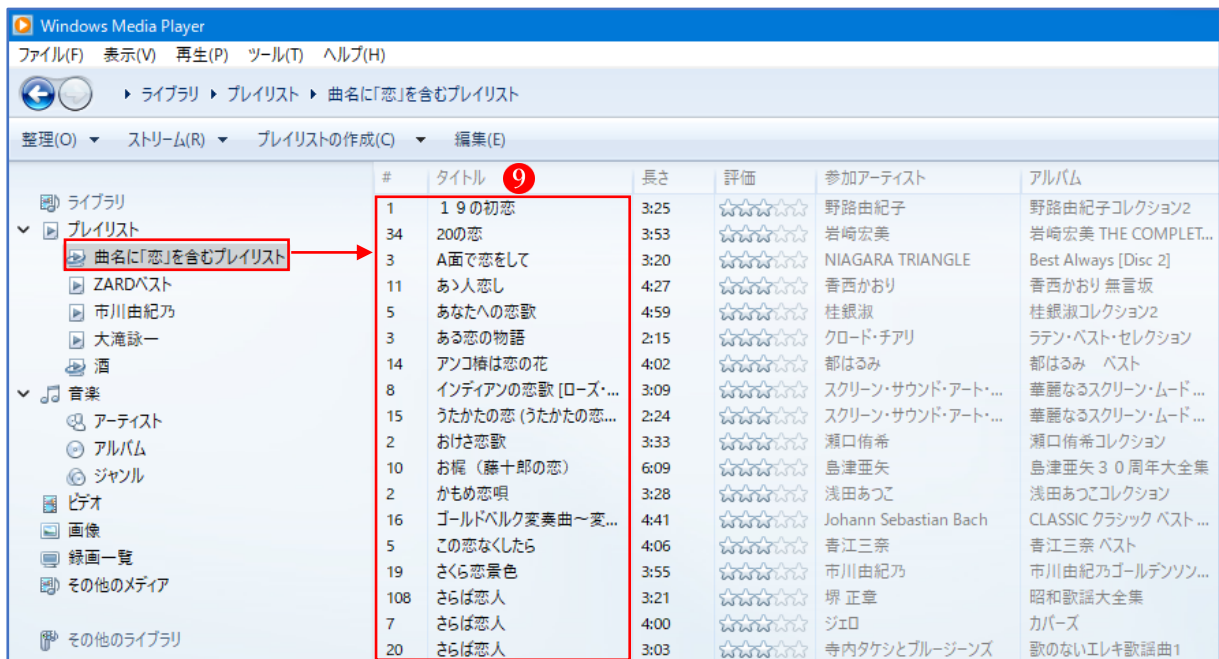 Windows Media Player
ファイル(F) 表示(V) 再生(P) ツール(T) ヘルプ(H)
ライブラリ プレイリスト 曲名に「恋」を含むプレイリスト
整理(O) ストリーム(R) プレイリストの作成(C) 編集(E)
# タイトル 9 長さ 評価 参加アーティスト アルバム
ライブラリ
プレイリスト
曲名に「恋」を含むプレイリスト
ZARDベスト
市川由紀乃
大滝詠一
酒
音楽
アーティスト
アルバム
ジャンル
ビデオ
画像
録画一覧
その他のメディア
その他のライブラリ
1 19の初恋 3:25 野路由紀子 野路由紀子コレクション2
34 20の恋 3:53 岩崎宏美 岩崎宏美 THE COMPLET...
3 A面で恋をして 3:20 NIAGARA TRIANGLE Best Always [Disc 2]
11 あゝ人恋し 4:27 香西かおり 香西かおり 無言坂
5 あなたへの恋歌 4:59 桂銀淑 桂銀淑コレクション2
3 ある恋の物語 2:15 クロード・チアリ ラテン・ベスト・セレクション
14 アンコ椿は恋の花 4:02 都はるみ 都はるみ ベスト
8 インディアンの恋歌 [ローズ・... 3:09 スクリーン・サウンド・アート・... 華麗なるスクリーン・ムード...
15 うたかたの恋 (うたかたの恋... 2:24 スクリーン・サウンド・アート・... 華麗なるスクリーン・ムード...
2 おけさ恋歌 3:33 瀬口侑希 瀬口侑希コレクション
10 お梶（藤十郎の恋） 6:09 島津亜矢 島津亜矢30周年大全集
2 かもめ恋唄 3:28 浅田あつこ 浅田あつこコレクション
16 ゴールドベルク変奏曲～変... 4:41 Johann Sebastian Bach CLASSIC クラシック ベスト...
5 この恋なくしたら 4:06 青江三奈 青江三奈 ベスト
19 さくら恋景色 3:55 市川由紀乃 市川由紀乃ゴールデンソン...
108 さらば恋人 3:21 堺 正章 昭和歌謡大全集
7 さらば恋人 4:00 ジェロ カバーズ
20 さらば恋人 3:03 寺内タケシとブルージーンズ 歌のないエレキ歌謡曲1